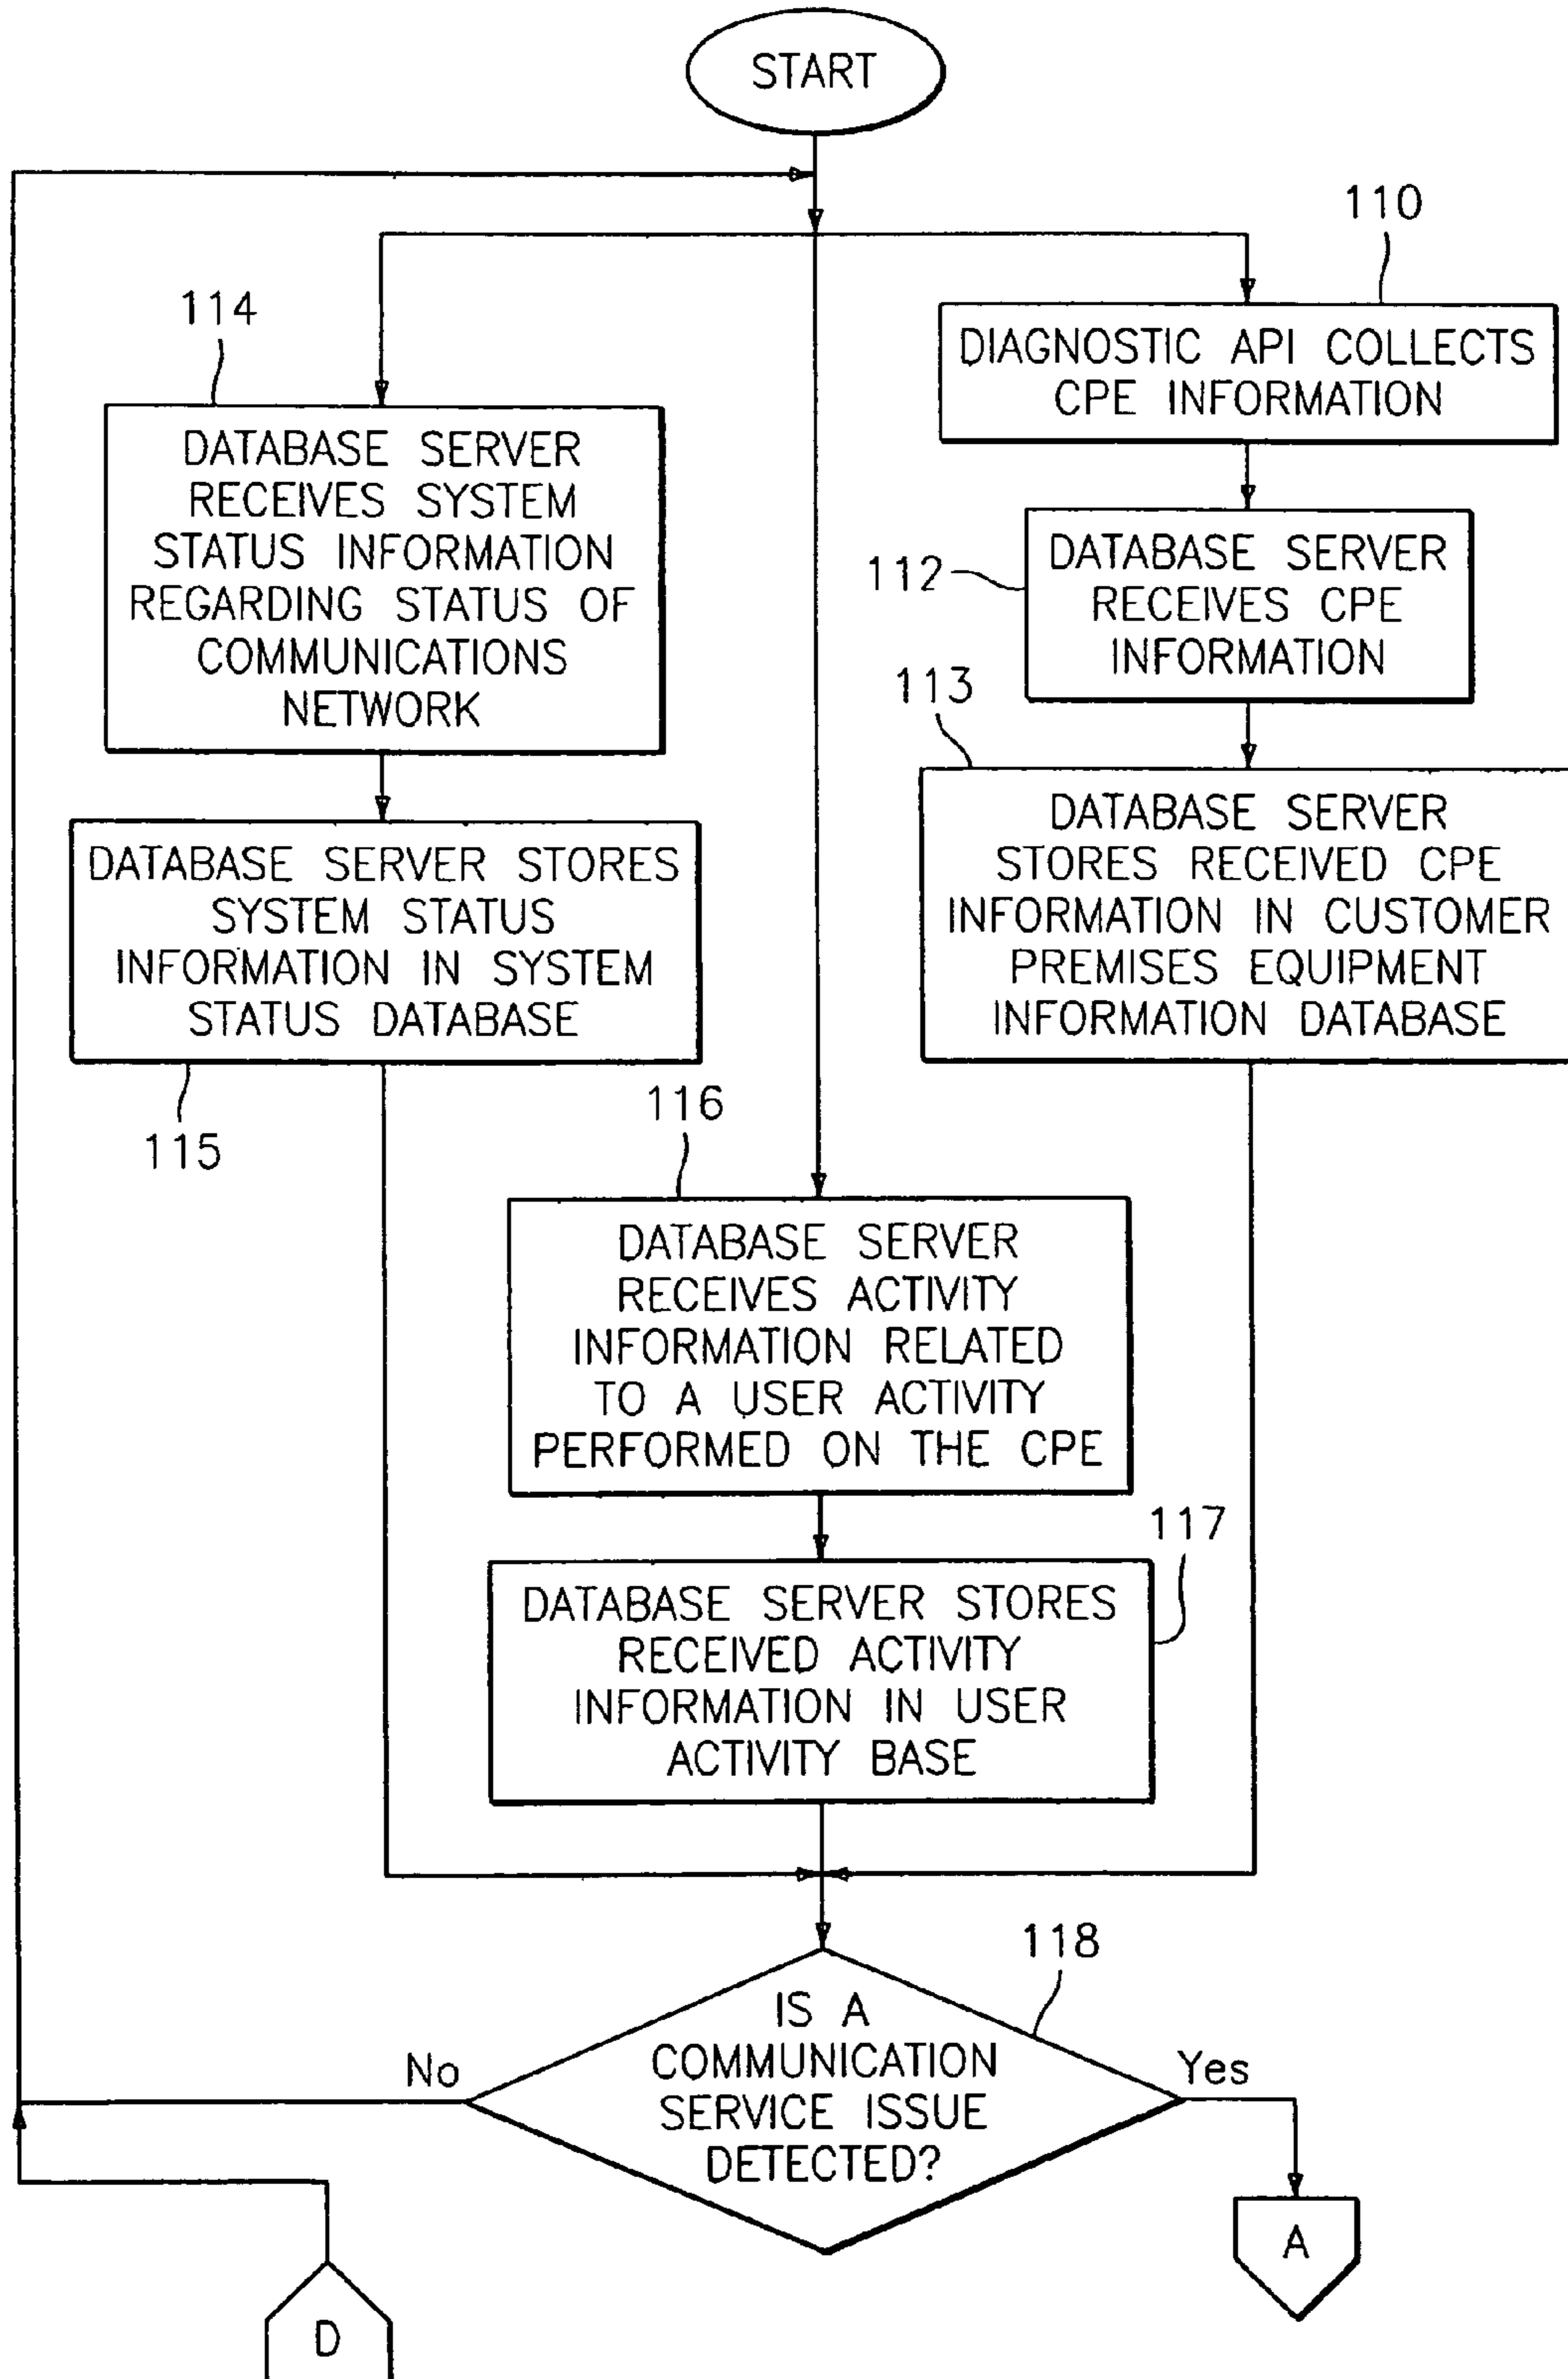 START
110
DIAGNOSTIC API COLLECTS
CPE INFORMATION
114
DATABASE SERVER
RECEIVES SYSTEM
STATUS INFORMATION
REGARDING STATUS OF
COMMUNICATIONS
NETWORK
112
DATABASE SERVER
RECEIVES CPE
INFORMATION
113
DATABASE SERVER
STORES RECEIVED CPE
INFORMATION IN CUSTOMER
PREMISES EQUIPMENT
INFORMATION DATABASE
DATABASE SERVER STORES
SYSTEM STATUS
INFORMATION IN SYSTEM
STATUS DATABASE
115
116
DATABASE SERVER
RECEIVES ACTIVITY
INFORMATION RELATED
TO A USER ACTIVITY
PERFORMED ON THE CPE
117
DATABASE SERVER STORES
RECEIVED ACTIVITY
INFORMATION IN USER
ACTIVITY BASE
118
IS A
COMMUNICATION
SERVICE ISSUE
DETECTED?
No
Yes
A
D